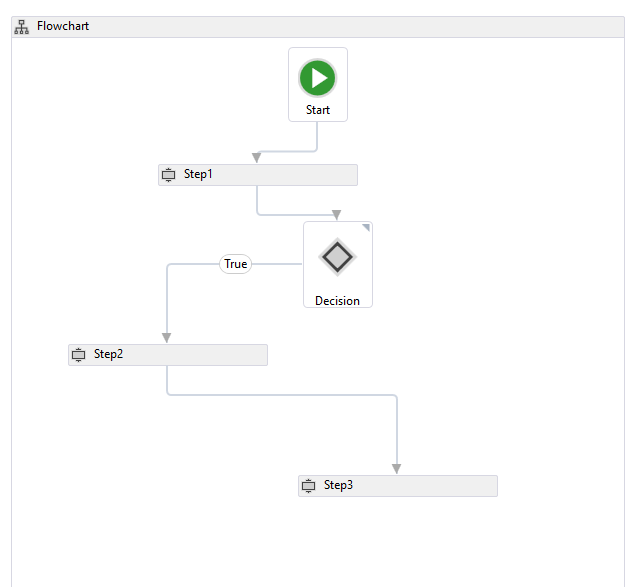 Flowchart
Start
Step1
True
Decision
Step2
Step3